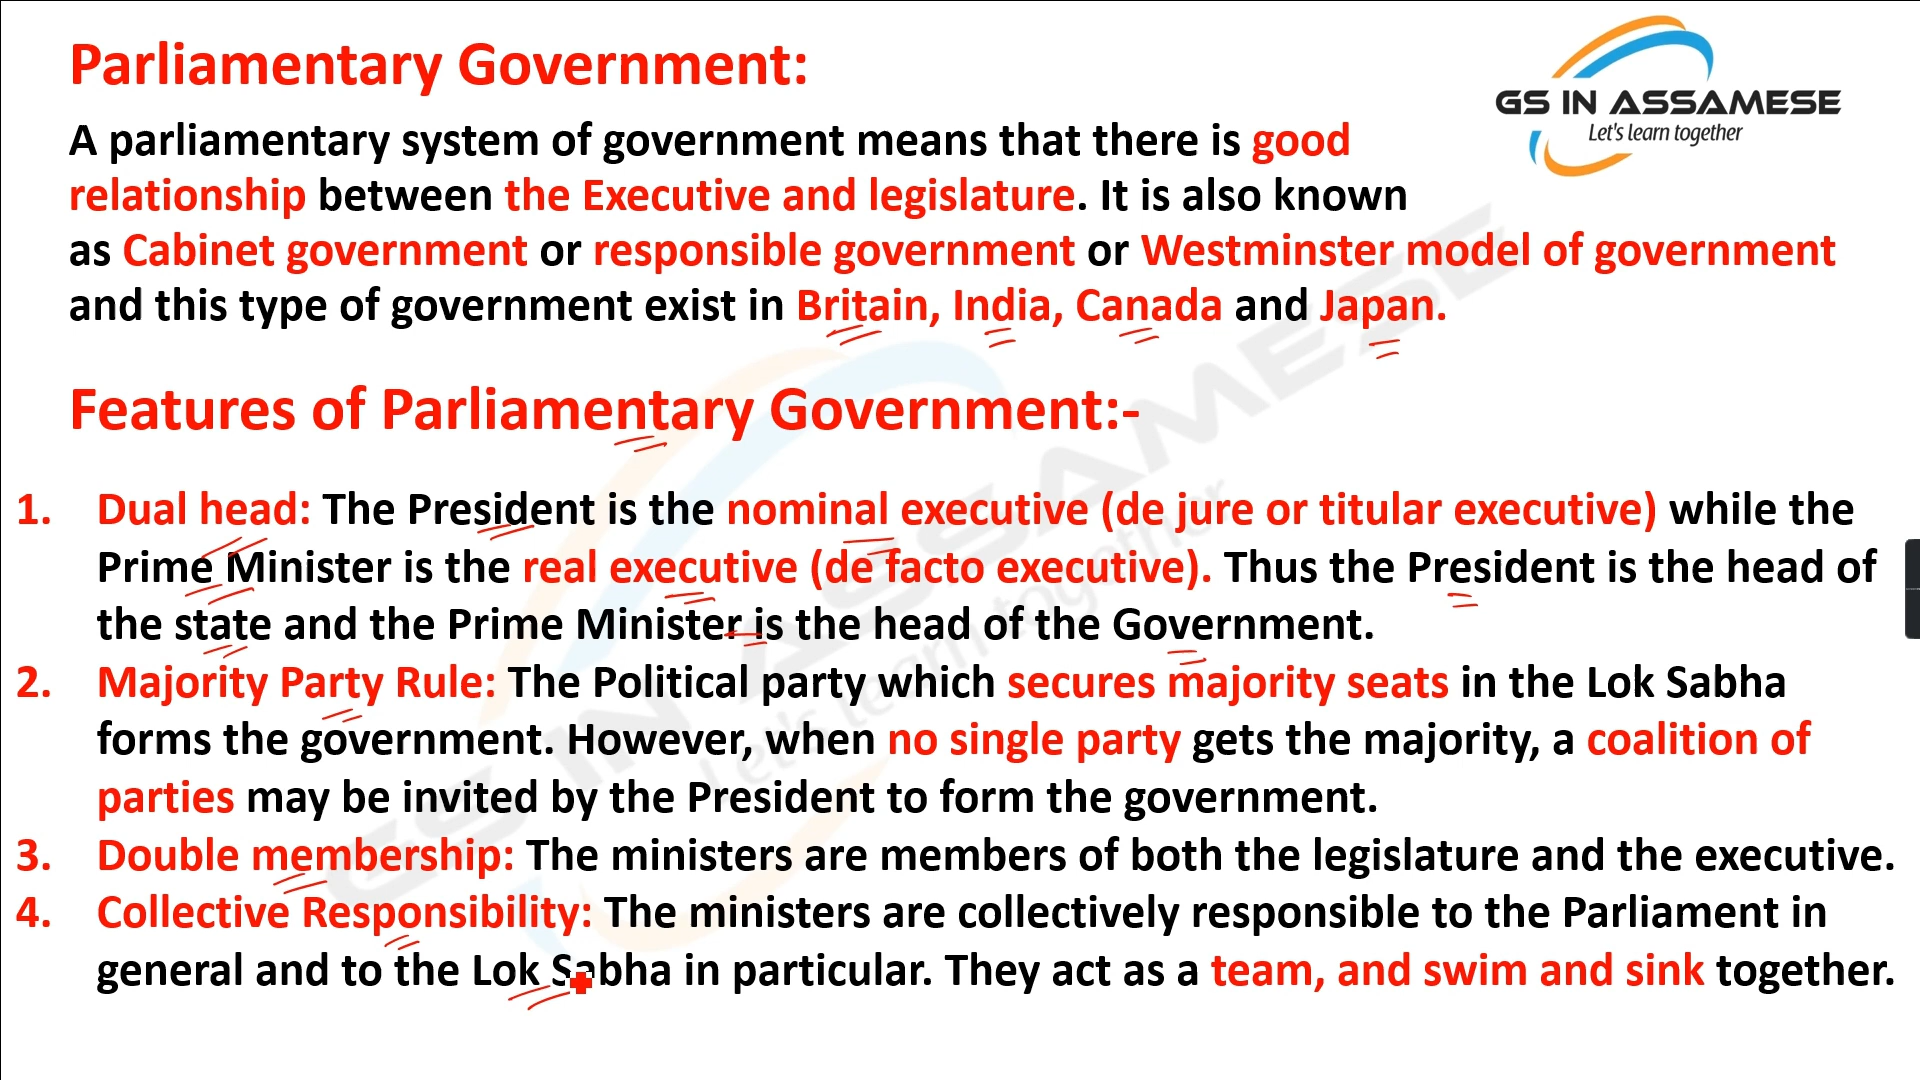 Parliamentary Government:
GS IN ASSAMESE
Let's learn together
A parliamentary system of government means that there is good
relationship between the Executive and legislature. It is also known
as Cabinet government or responsible government or Westminster model of government
and this type of government exist in Britain, India, Canada and Japan.
Features of Parliamentary Government:-
1. Dual head: The President is the nominal executive (de jure or titular executive) while the
Prime Minister is the real executive (de facto executive). Thus the President is the head of
the state and the Prime Minister is the head of the Government.
2. Majority Party Rule: The Political party which secures majority seats in the Lok Sabha
forms the government. However, when no single party gets the majority, a coalition of
parties may be invited by the President to form the government.
3. Double membership: The ministers are members of both the legislature and the executive.
4. Collective Responsibility: The ministers are collectively responsible to the Parliament in
general and to the Lok Sabha in particular. They act as a team, and swim and sink together.
GS IN ASSAMESE
Let's learn together